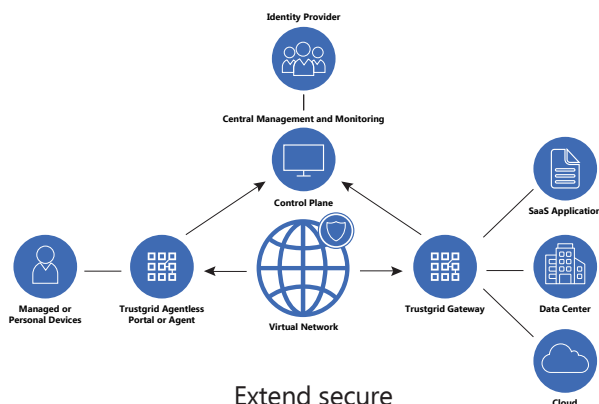 Identity Provider
Central Management and Monitoring
Control Plane
SaaS Application
Managed or
Personal Devices
Trustgrid Agentless
Portal or Agent
Virtual Network
Trustgrid Gateway
Data Center
Extend secure
Cloud